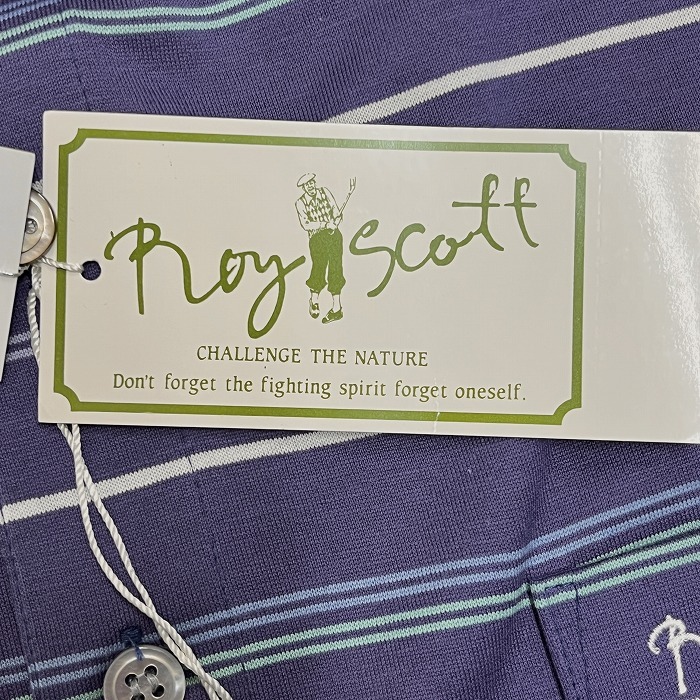 Roy Scott
CHALLENGE THE NATURE
Don't forget the fighting spirit forget oneself.
R